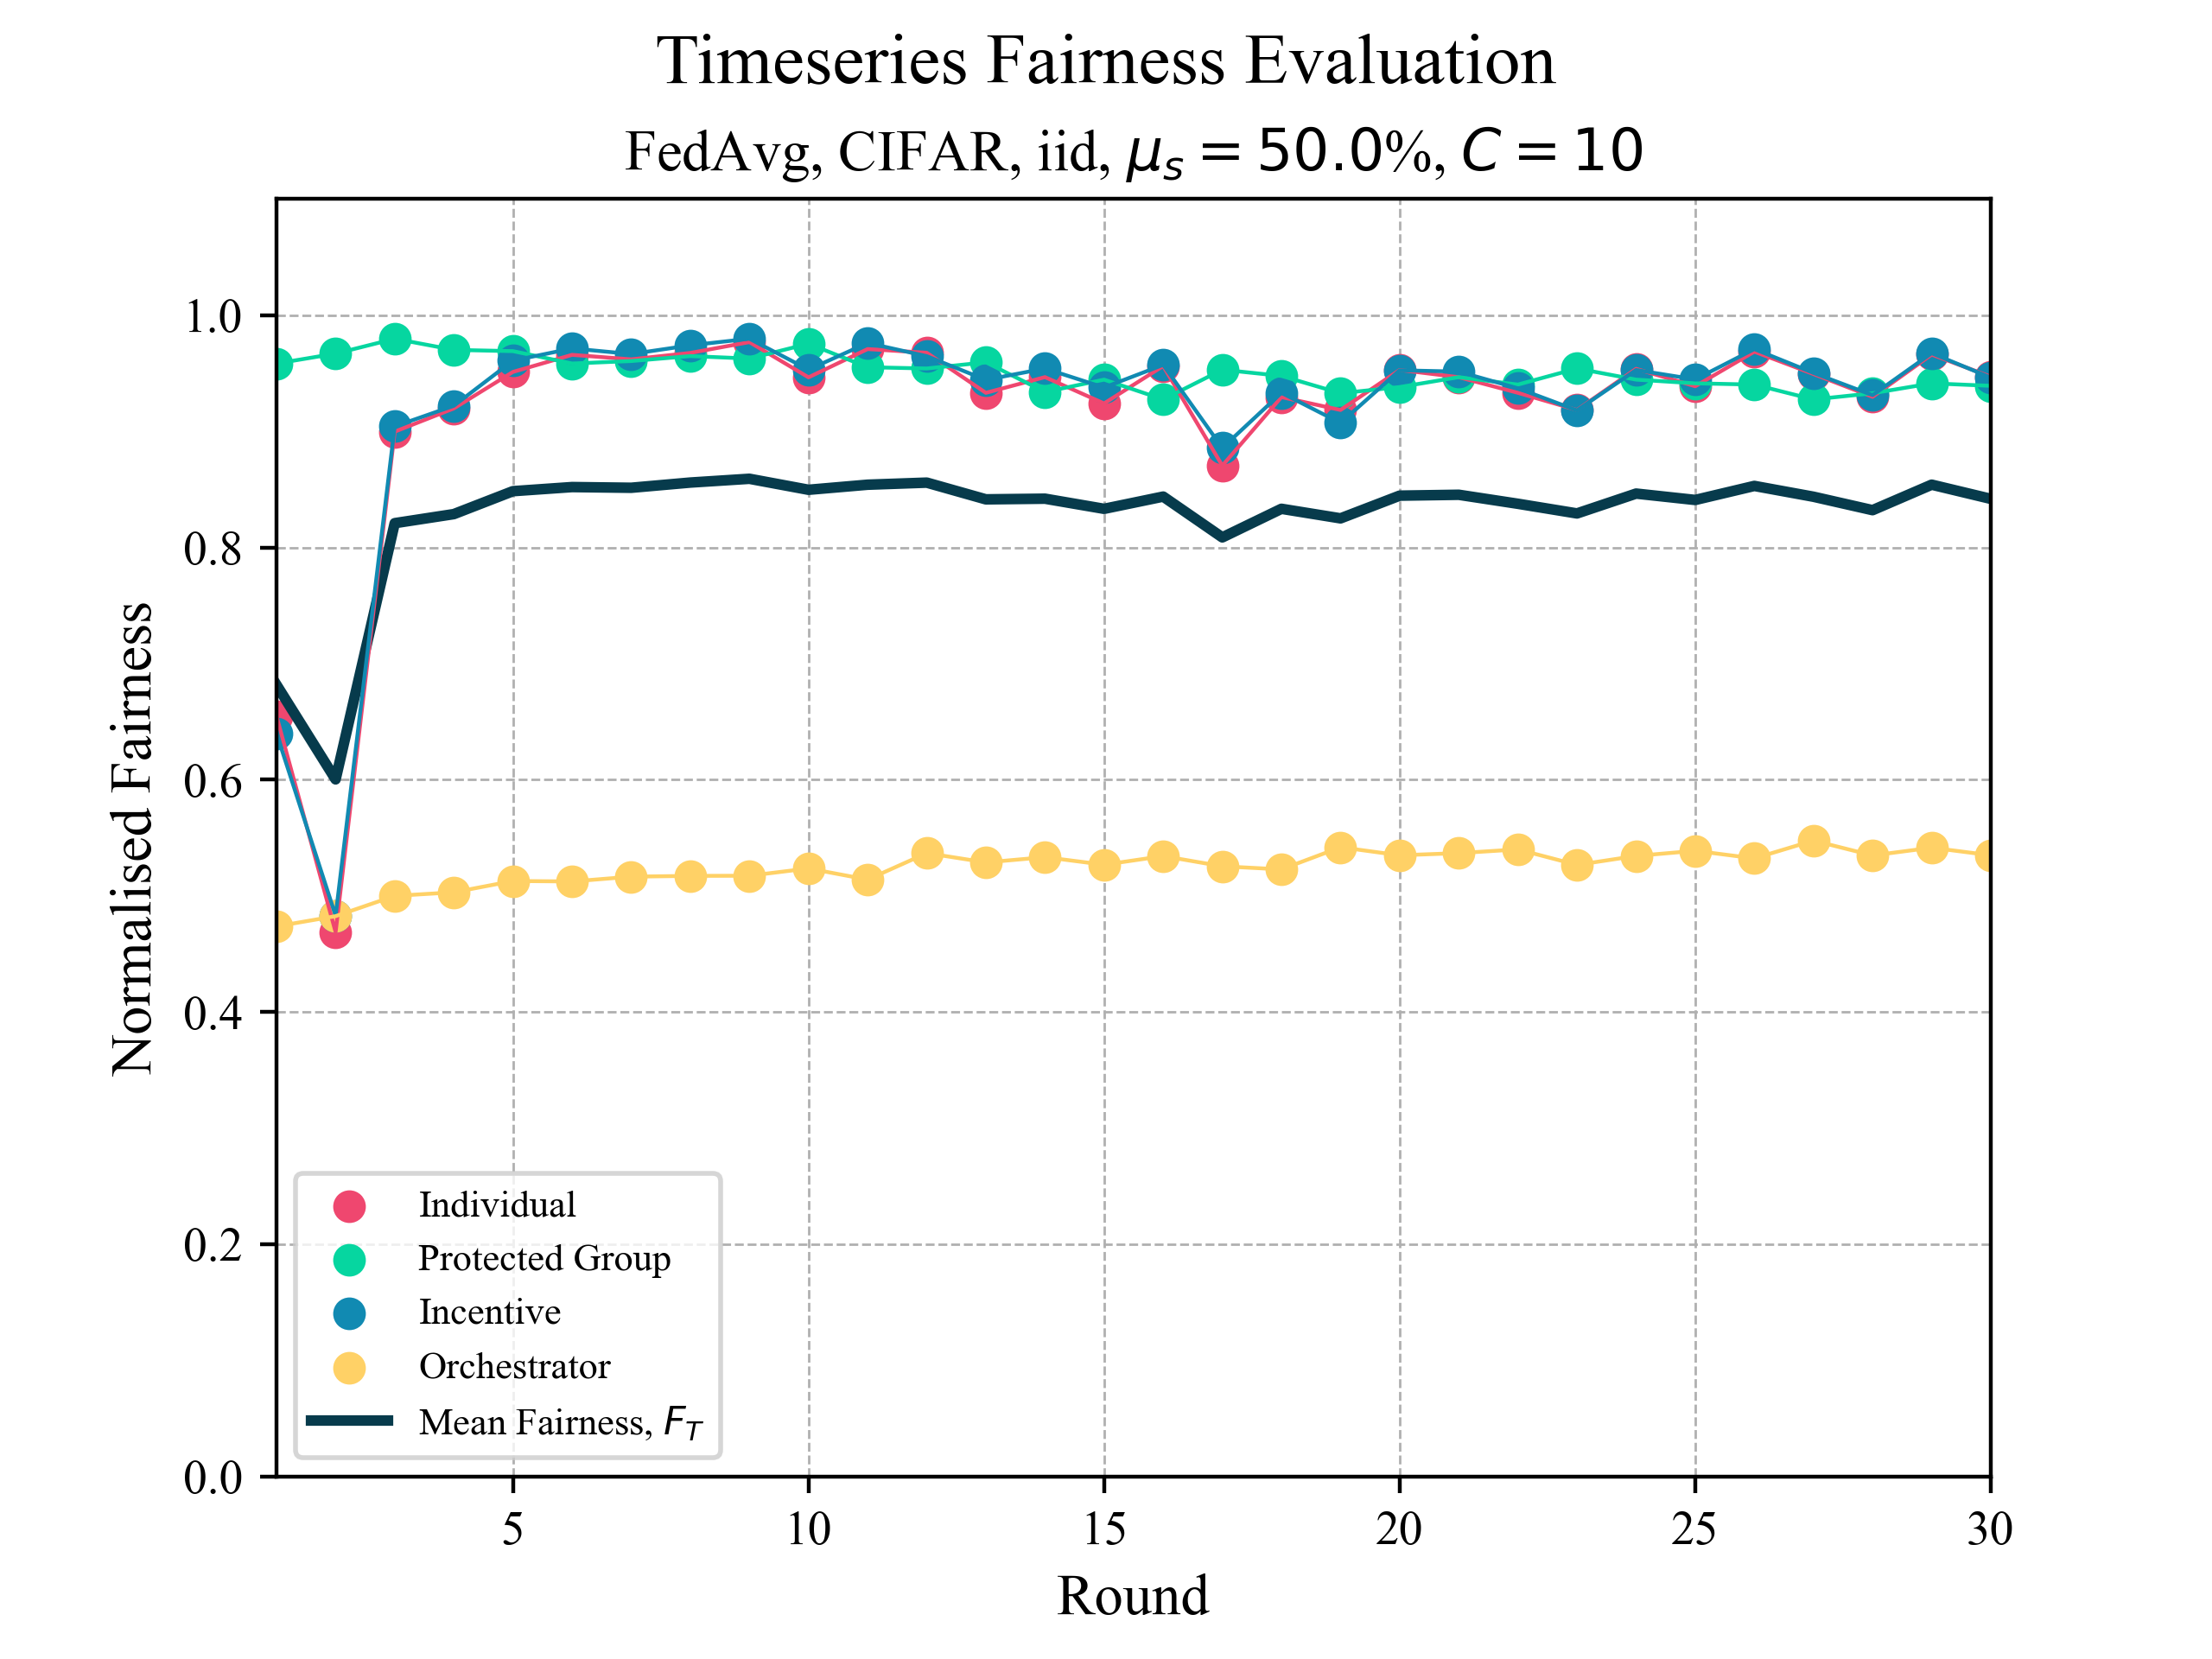 Timeseries Fairness Evaluation
FedAvg, CIFAR, iid, μₛ = 50.0%, C = 10
Normalised Fairness
1.0
0.8
0.6
0.4
0.2
0.0
Individual
Protected Group
Incentive
Orchestrator
Mean Fairness, F_T
5 10 15 20 25 30
Round